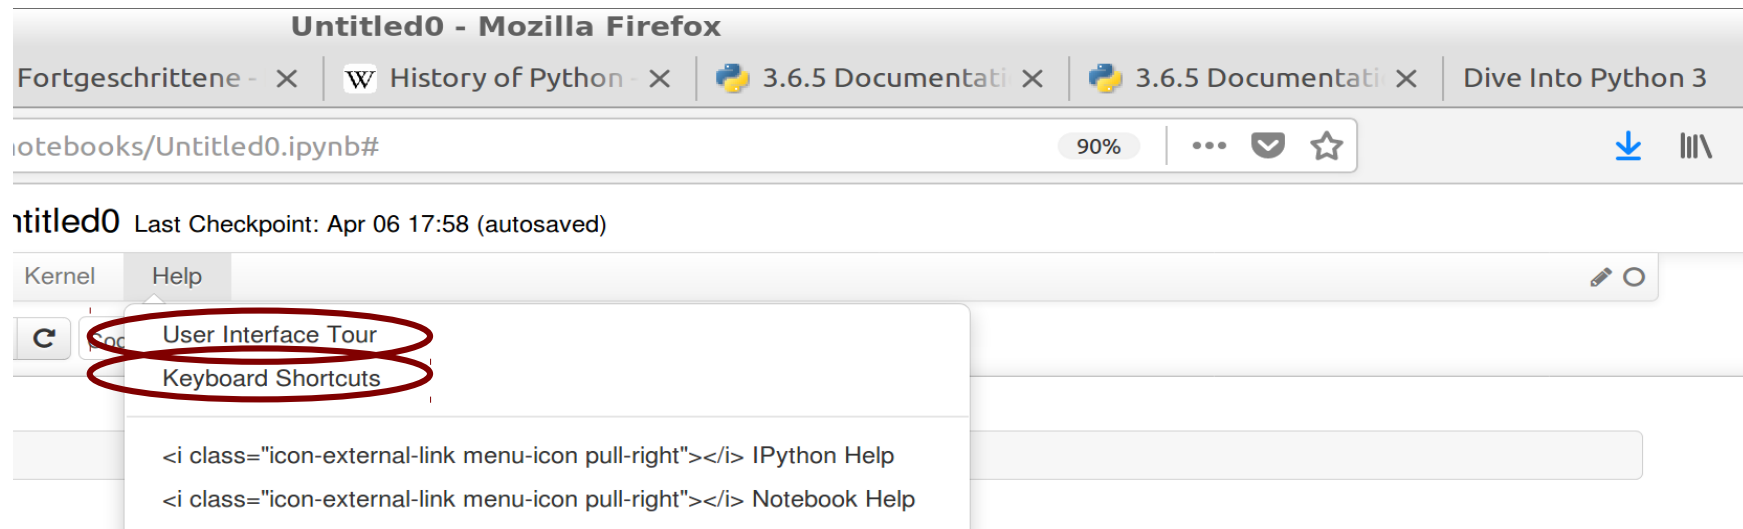 Untitled0 - Mozilla Firefox
Fortgeschrittene - History of Python - 3.6.5 Documentati 3.6.5 Documentati Dive Into Python 3
otebooks/Untitled0.ipynb# 90%
ntitled0 Last Checkpoint: Apr 06 17:58 (autosaved)
Kernel Help
User Interface Tour
Keyboard Shortcuts
<i class="icon-external-link menu-icon pull-right"></i> IPython Help
<i class="icon-external-link menu-icon pull-right"></i> Notebook Help